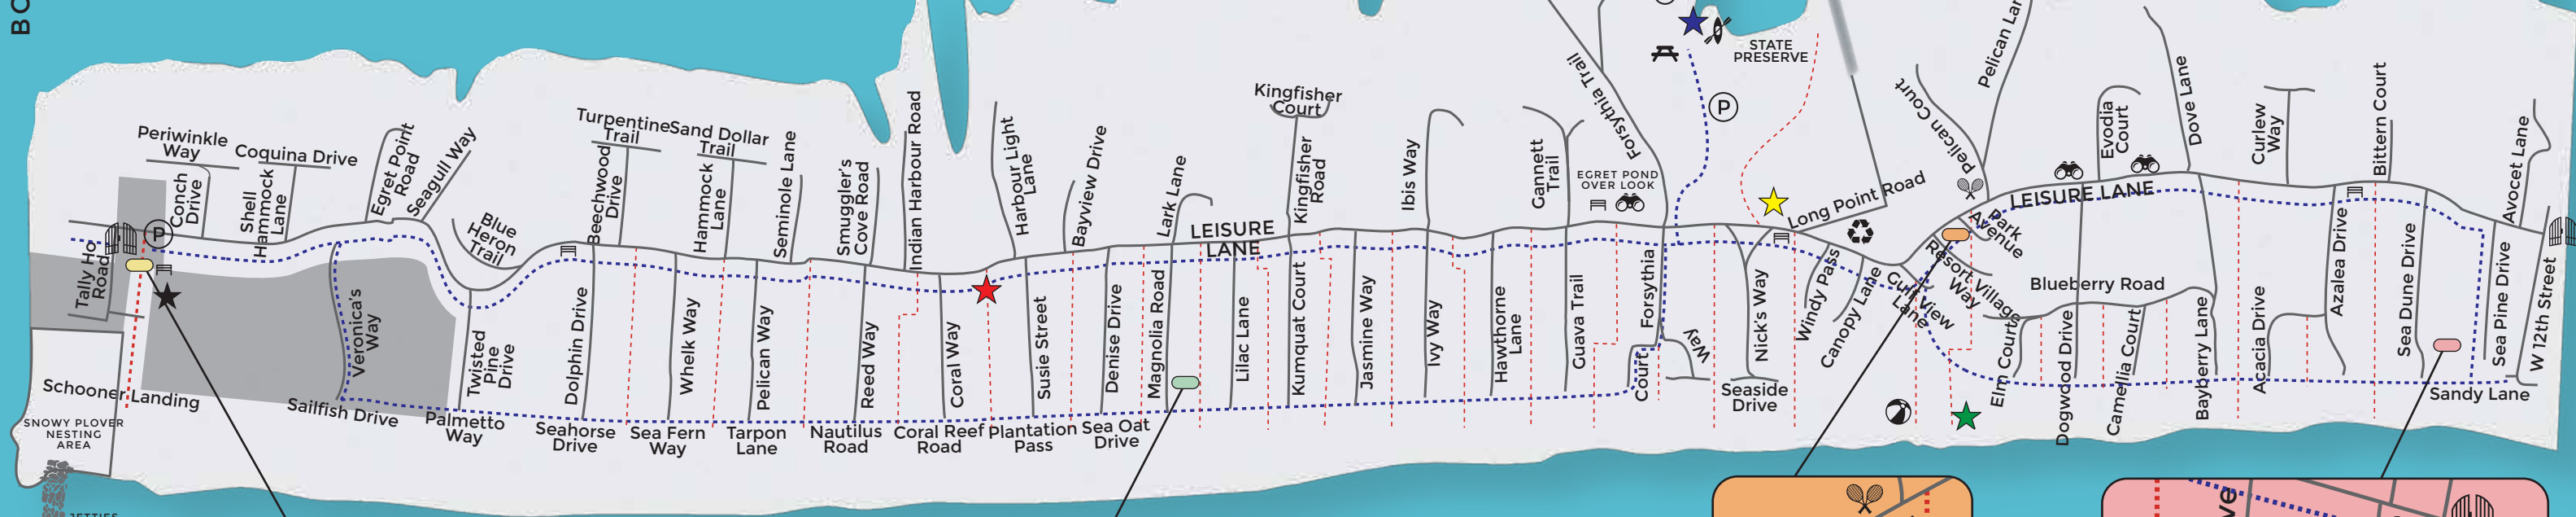 BO
STATE
PRESERVE
P
Pelican Lan
Pelican Court
Dove Lane
Evodia
Court
Curlew
Way
Bittern Court
Avocet Lane
Periwinkle
Way
Coquina Drive
Conch
Drive
Shell
Hammock
Lane
Egret Point
Road
Seagull Way
Blue
Heron
Trail
Turpentine
Trail
Beechwood
Drive
Sand Dollar
Trail
Hammock
Lane
Seminole Lane
Smuggler's
Cove Road
Indian Harbour Road
Harbour Light
Lane
Bayview Drive
Lark Lane
Kingfisher
Court
Kingfisher
Road
Ibis Way
Gannett
Trail
Forsythia Trail
EGRET POND
OVER LOOK
Long Point Road
LEISURE
LANE
LEISURE LANE
P
Tally Ho
Road
Schooner Landing
SNOWY PLOVER
NESTING
AREA
JETTIES
Veronica's
Way
Sailfish Drive
Twisted
Pine
Drive
Palmetto
Way
Dolphin Drive
Seahorse
Drive
Whelk Way
Sea Fern
Way
Pelican Way
Tarpon
Lane
Reed Way
Nautilus
Road
Coral Way
Coral Reef
Road
Susie Street
Plantation
Pass
Denise Drive
Sea Oat
Drive
Magnolia Road
Lilac Lane
Kumquat Court
Jasmine Way
Ivy Way
Hawthorne
Lane
Guava Trail
Forsythia
Court
Way
Nick's Way
Seaside
Drive
Windy Pass
Canopy Lane
Gulf View
Lane
Resort Village
Way
Park
Avenue
Blueberry Road
Elm Court
Dogwood Drive
Camellia Court
Bayberry Lane
Acacia Drive
Azalea Drive
Sea Dune Drive
Sea Pine Drive
W 12th Street
Sandy Lane
ve